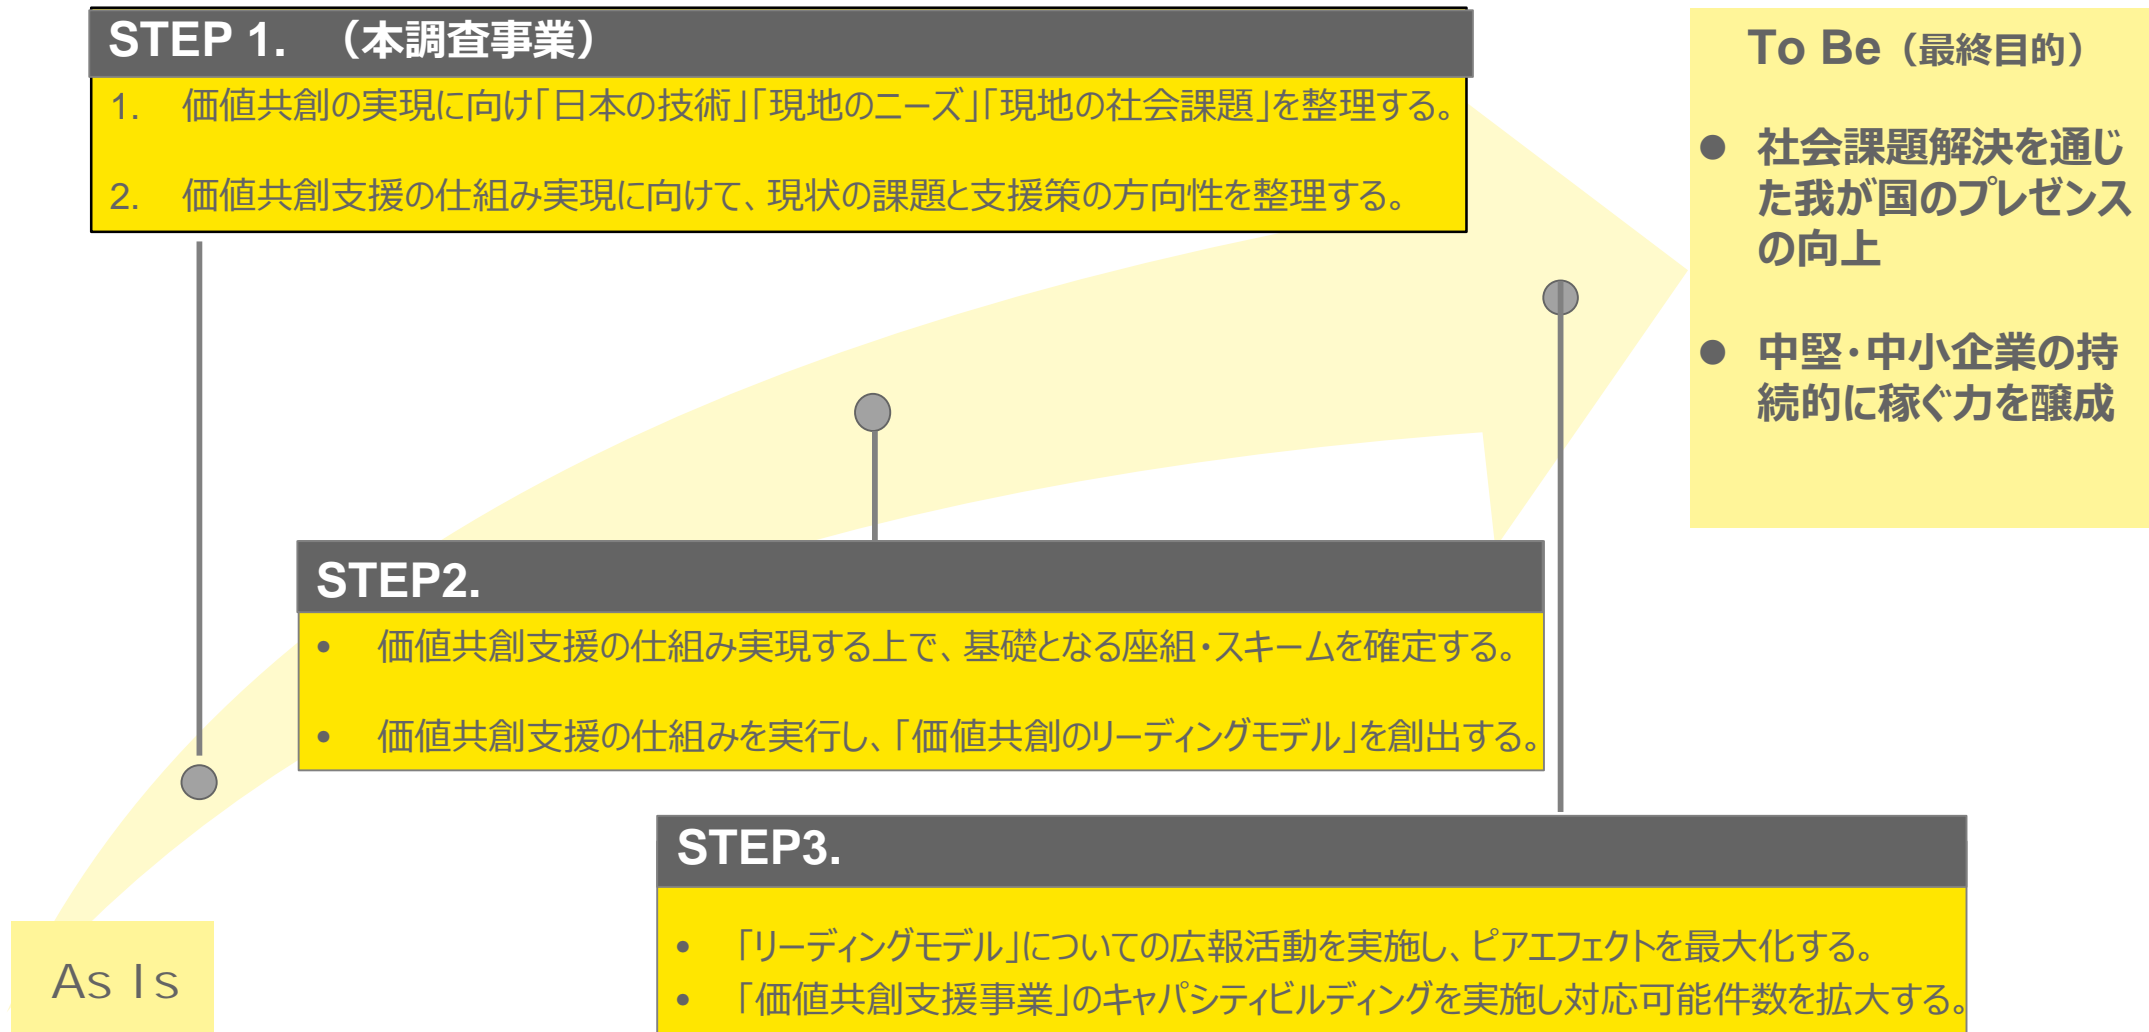 STEP 1. （本調査事業）
1. 価値共創の実現に向け「日本の技術」「現地のニーズ」「現地の社会課題」を整理する。
2. 価値共創支援の仕組み実現に向けて、現状の課題と支援策の方向性を整理する。
To Be（最終目的）
● 社会課題解決を通じ
た我が国のプレゼンス
の向上
● 中堅・中小企業の持
続的に稼ぐ力を醸成
STEP2.
• 価値共創支援の仕組み実現する上で、基礎となる座組・スキームを確定する。
• 価値共創支援の仕組みを実行し、「価値共創のリーディングモデル」を創出する。
STEP3.
• 「リーディングモデル」についての広報活動を実施し、ピアエフェクトを最大化する。
• 「価値共創支援事業」のキャパシティビルディングを実施し対応可能件数を拡大する。
As Is